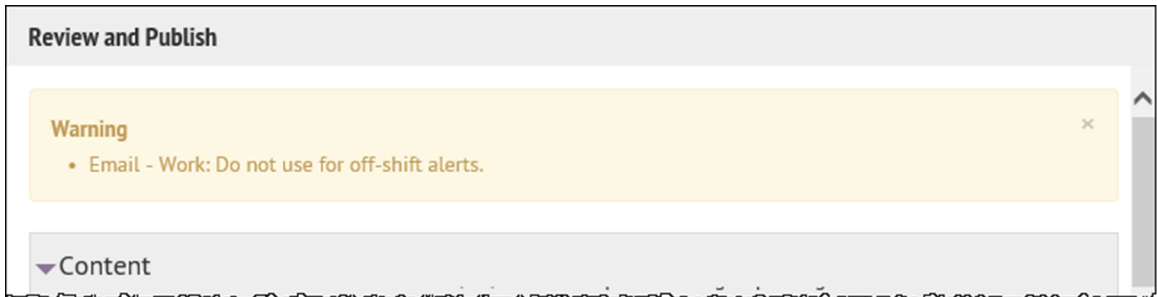 Review and Publish
Warning
×
• Email - Work: Do not use for off-shift alerts.
Content